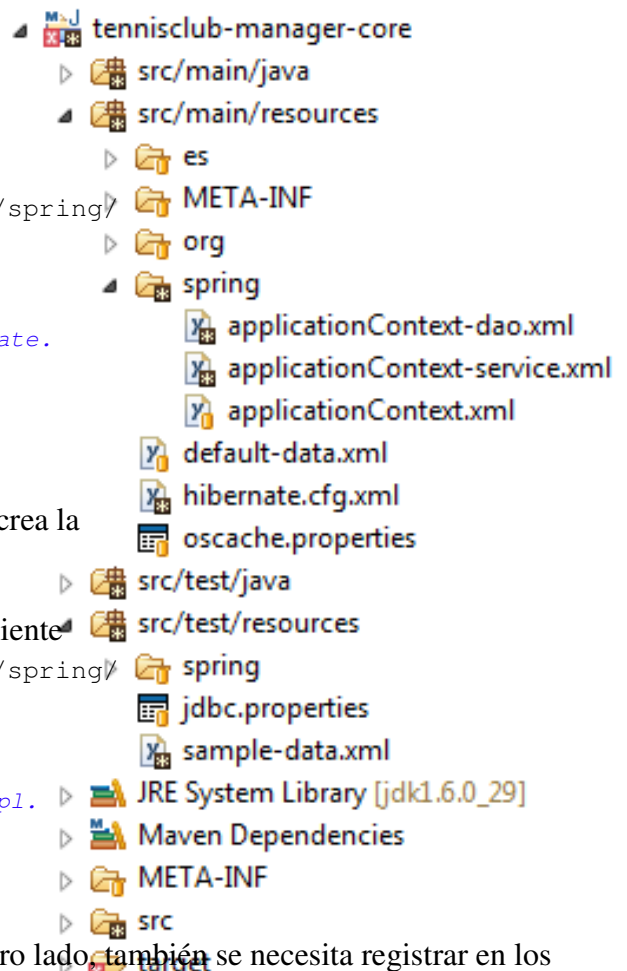 tennisclub-manager-core
src/main/java
src/main/resources
es
/spring/ META-INF
org
spring
applicationContext-dao.xml
ate.
applicationContext-service.xml
applicationContext.xml
default-data.xml
hibernate.cfg.xml
crea la
oscache.properties
src/test/java
iente src/test/resources
/spring/ spring
jdbc.properties
sample-data.xml
pl. JRE System Library [jdk1.6.0_29]
Maven Dependencies
META-INF
src
ro lado, también se necesita registrar en los
target